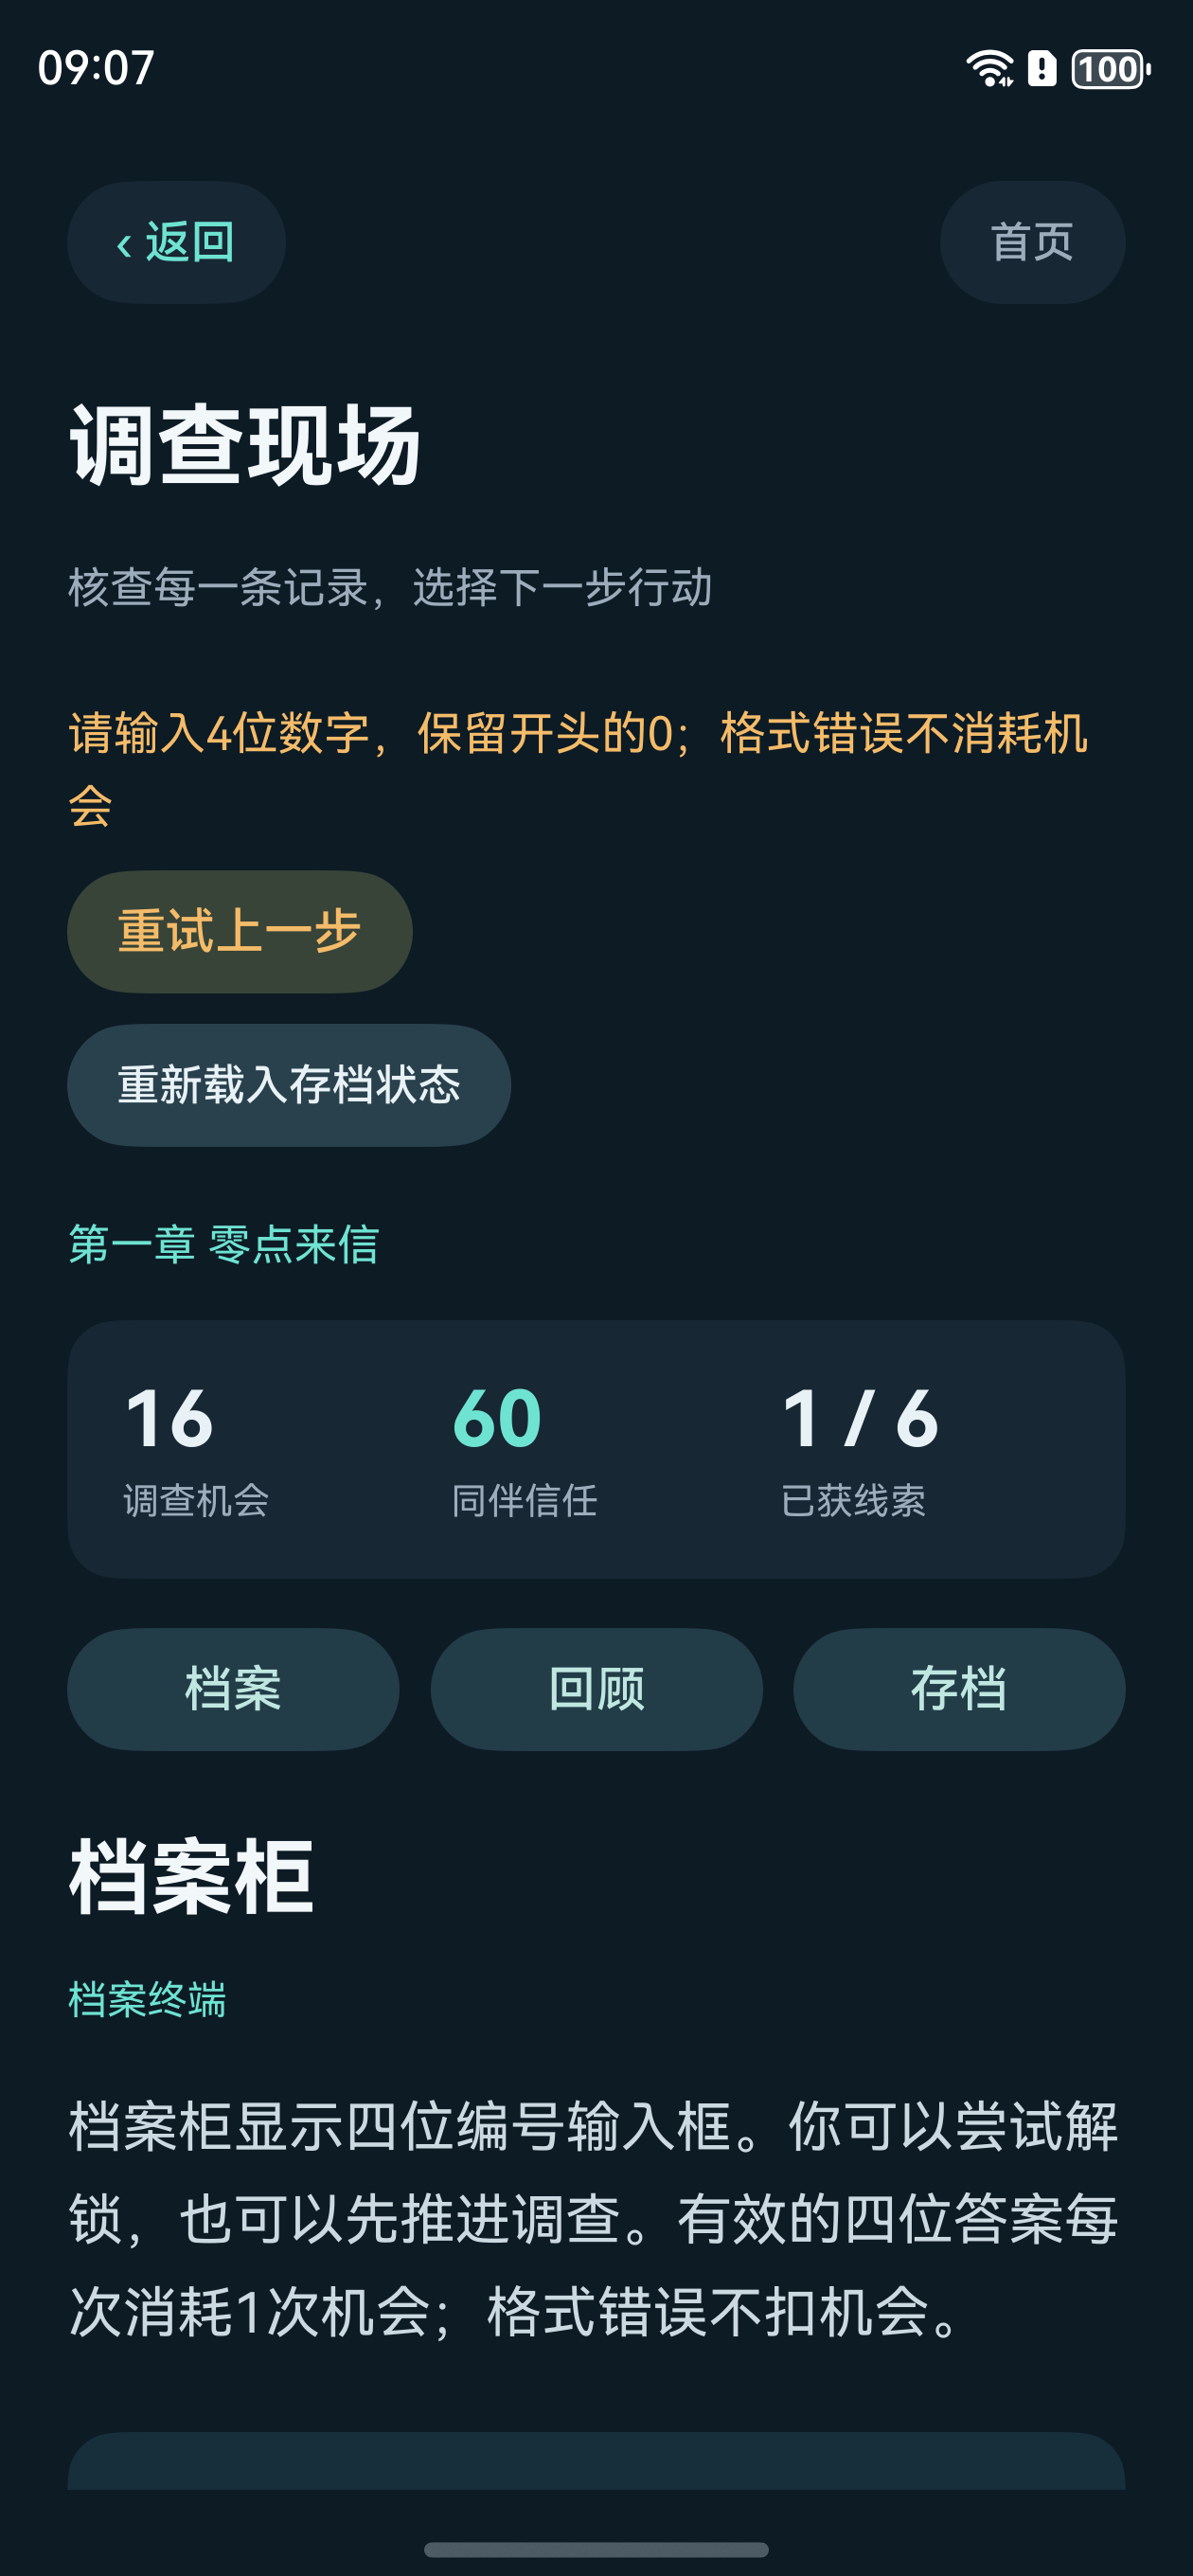 09:07
100
‹ 返回
首页
调查现场
核查每一条记录，选择下一步行动
请输入4位数字，保留开头的0；格式错误不消耗机
会
重试上一步
重新载入存档状态
第一章 零点来信
16
60
1 / 6
调查机会
同伴信任
已获线索
档案
回顾
存档
档案柜
档案终端
档案柜显示四位编号输入框。你可以尝试解
锁，也可以先推进调查。有效的四位答案每
次消耗1次机会；格式错误不扣机会。